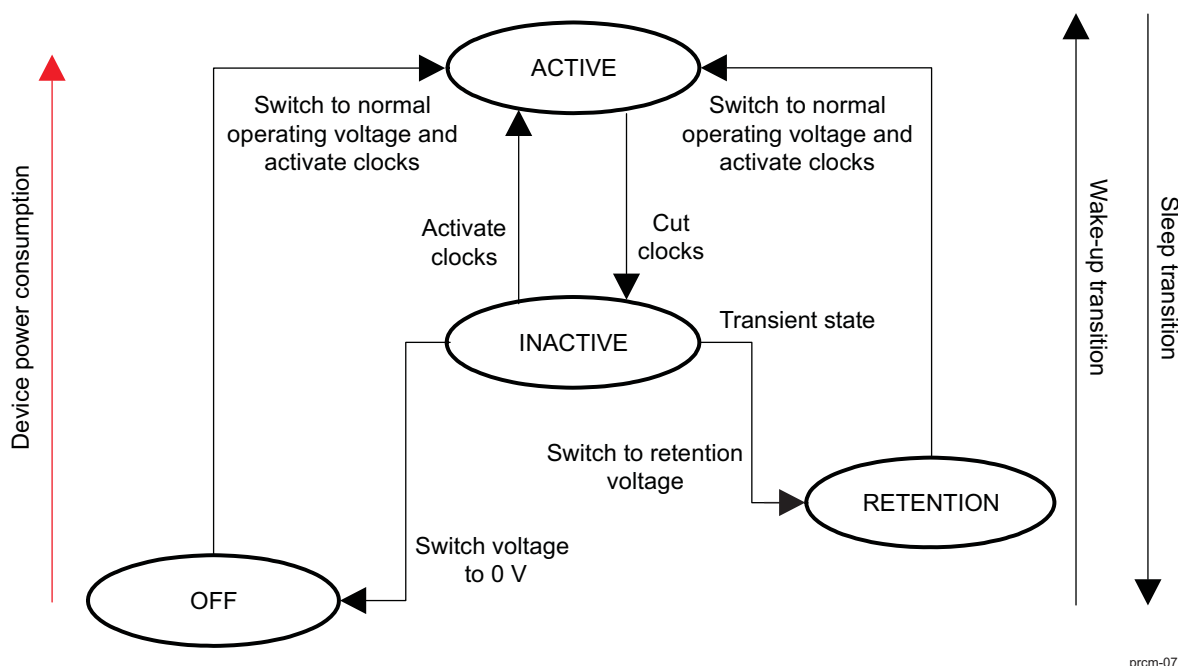 ACTIVE
Switch to normal
operating voltage and
activate clocks
Switch to normal
operating voltage and
activate clocks
Device power consumption
Activate
clocks
Cut
clocks
Wake-up transition
Sleep transition
INACTIVE
Transient state
Switch to retention
voltage
RETENTION
Switch voltage
to 0 V
OFF
prcm-07